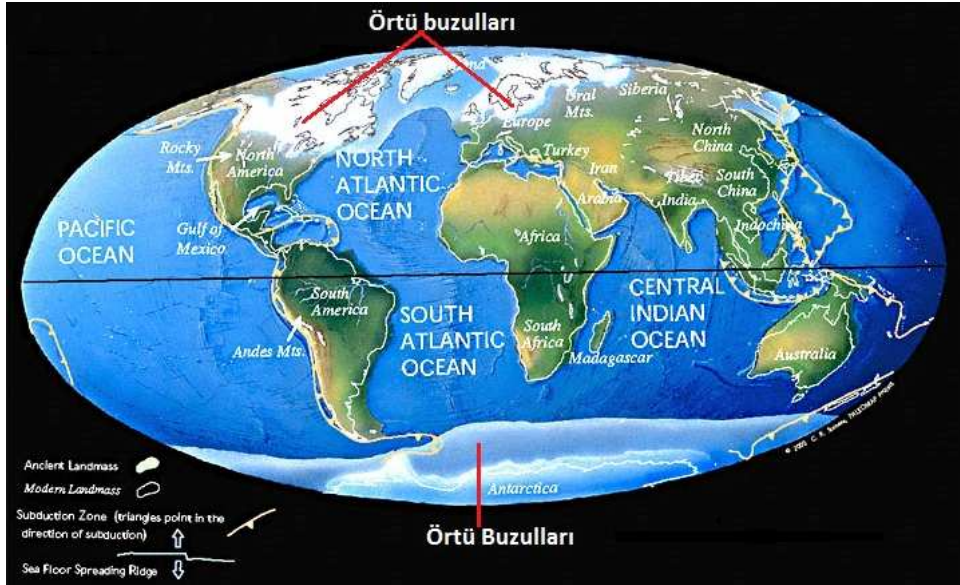 Örtü buzulları
Siberia
Ural
Mts.
Europe
North
China
Rocky
Mts.
North
America
NORTH
ATLANTIC
OCEAN
Turkey
Iran
Tibet
South
China
Arabia
India
Indochina
PACIFIC
OCEAN
Gulf of
Mexico
Africa
South
America
SOUTH
ATLANTIC
OCEAN
CENTRAL
INDIAN
OCEAN
South
Africa
Madagascar
Andes Mts.
Australia
Antarctica
Örtü Buzulları
Ancient Landmass
Modern Landmass
Subduction Zone (triangles point in the
direction of subduction)
Sea Floor Spreading Ridge